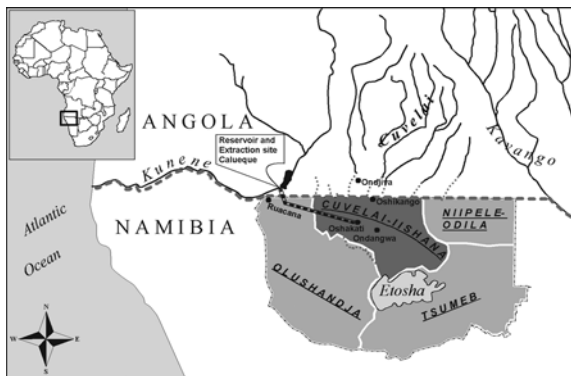 ANGOLA
Reservoir and
Extraction site
Calueque
Kunene
Cuvelai
Kavango
Ondjiva
Oshikango
Ruacana
CUVELAI-IISHANA
NIIPELE-
ODILA
NAMIBIA
Oshakati
Ondangwa
Atlantic
Ocean
OLUSHANDJA
Etosha
TSUMEB
N
W
E
S